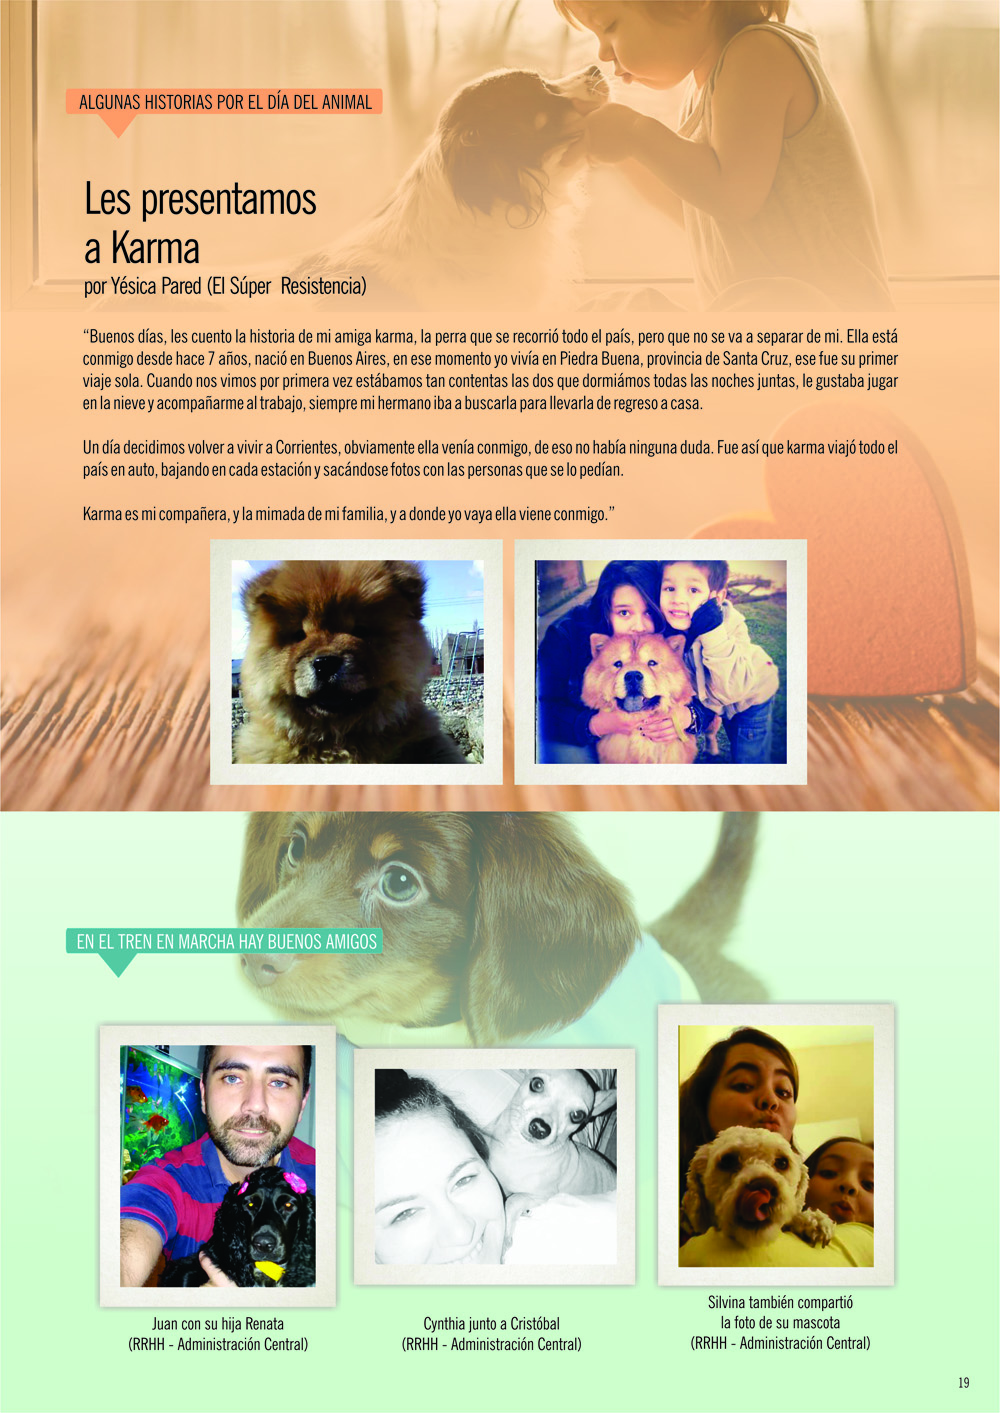 ALGUNAS HISTORIAS POR EL DÍA DEL ANIMAL
Les presentamos
a Karma
por Yésica Pared (El Súper Resistencia)
“Buenos días, les cuento la historia de mi amiga karma, la perra que se recorrió todo el país, pero que no se va a separar de mi. Ella está
conmigo desde hace 7 años, nació en Buenos Aires, en ese momento yo vivía en Piedra Buena, provincia de Santa Cruz, ese fue su primer
viaje sola. Cuando nos vimos por primera vez estábamos tan contentas las dos que dormiámos todas las noches juntas, le gustaba jugar
en la nieve y acompañarme al trabajo, siempre mi hermano iba a buscarla para llevarla de regreso a casa.
Un día decidimos volver a vivir a Corrientes, obviamente ella venía conmigo, de eso no había ninguna duda. Fue así que karma viajó todo el
país en auto, bajando en cada estación y sacándose fotos con las personas que se lo pedían.
Karma es mi compañera, y la mimada de mi familia, y a donde yo vaya ella viene conmigo.”
EN EL TREN EN MARCHA HAY BUENOS AMIGOS
Juan con su hija Renata
(RRHH - Administración Central)
Cynthia junto a Cristóbal
(RRHH - Administración Central)
Silvina también compartió
la foto de su mascota
(RRHH - Administración Central)
19